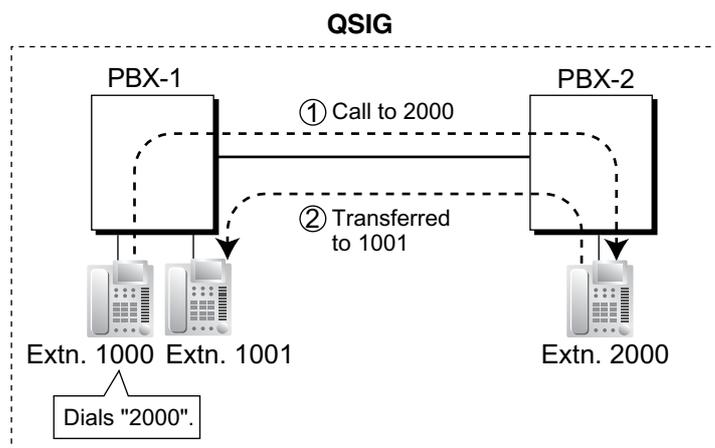 QSIG
PBX-1
PBX-2
① Call to 2000
② Transferred
to 1001
Extn. 1000
Extn. 1001
Extn. 2000
Dials "2000".